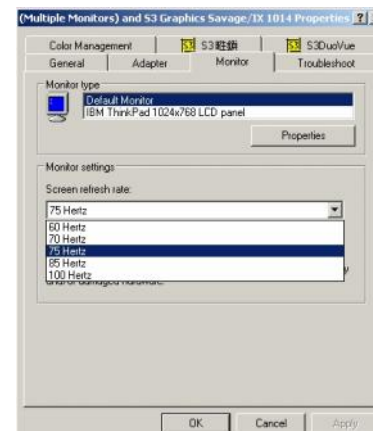 (Multiple Monitors) and S3 Graphics Savage/IX 1014 Properties ?
Color Management S3 S3 S3 S3DuoVue
General Adapter Monitor Troubleshoot
Monitor type
Default Monitor
IBM ThinkPad 1024x768 LCD panel
Properties
Monitor settings
Screen refresh rate:
75 Hertz
60 Hertz
70 Hertz
75 Hertz
85 Hertz
100 Hertz
and/or damaged hardware.
OK Cancel Apply